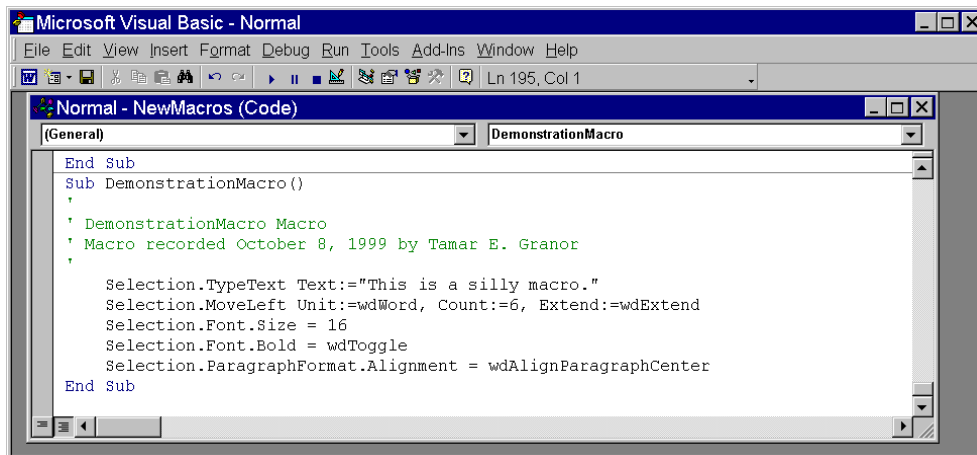 Microsoft Visual Basic - Normal
File Edit View Insert Format Debug Run Tools Add-Ins Window Help
Ln 195, Col 1
Normal - NewMacros (Code)
(General) DemonstrationMacro
End Sub
Sub DemonstrationMacro()
'
' DemonstrationMacro Macro
' Macro recorded October 8, 1999 by Tamar E. Granor
'
Selection.TypeText Text:="This is a silly macro."
Selection.MoveLeft Unit:=wdWord, Count:=6, Extend:=wdExtend
Selection.Font.Size = 16
Selection.Font.Bold = wdToggle
Selection.ParagraphFormat.Alignment = wdAlignParagraphCenter
End Sub